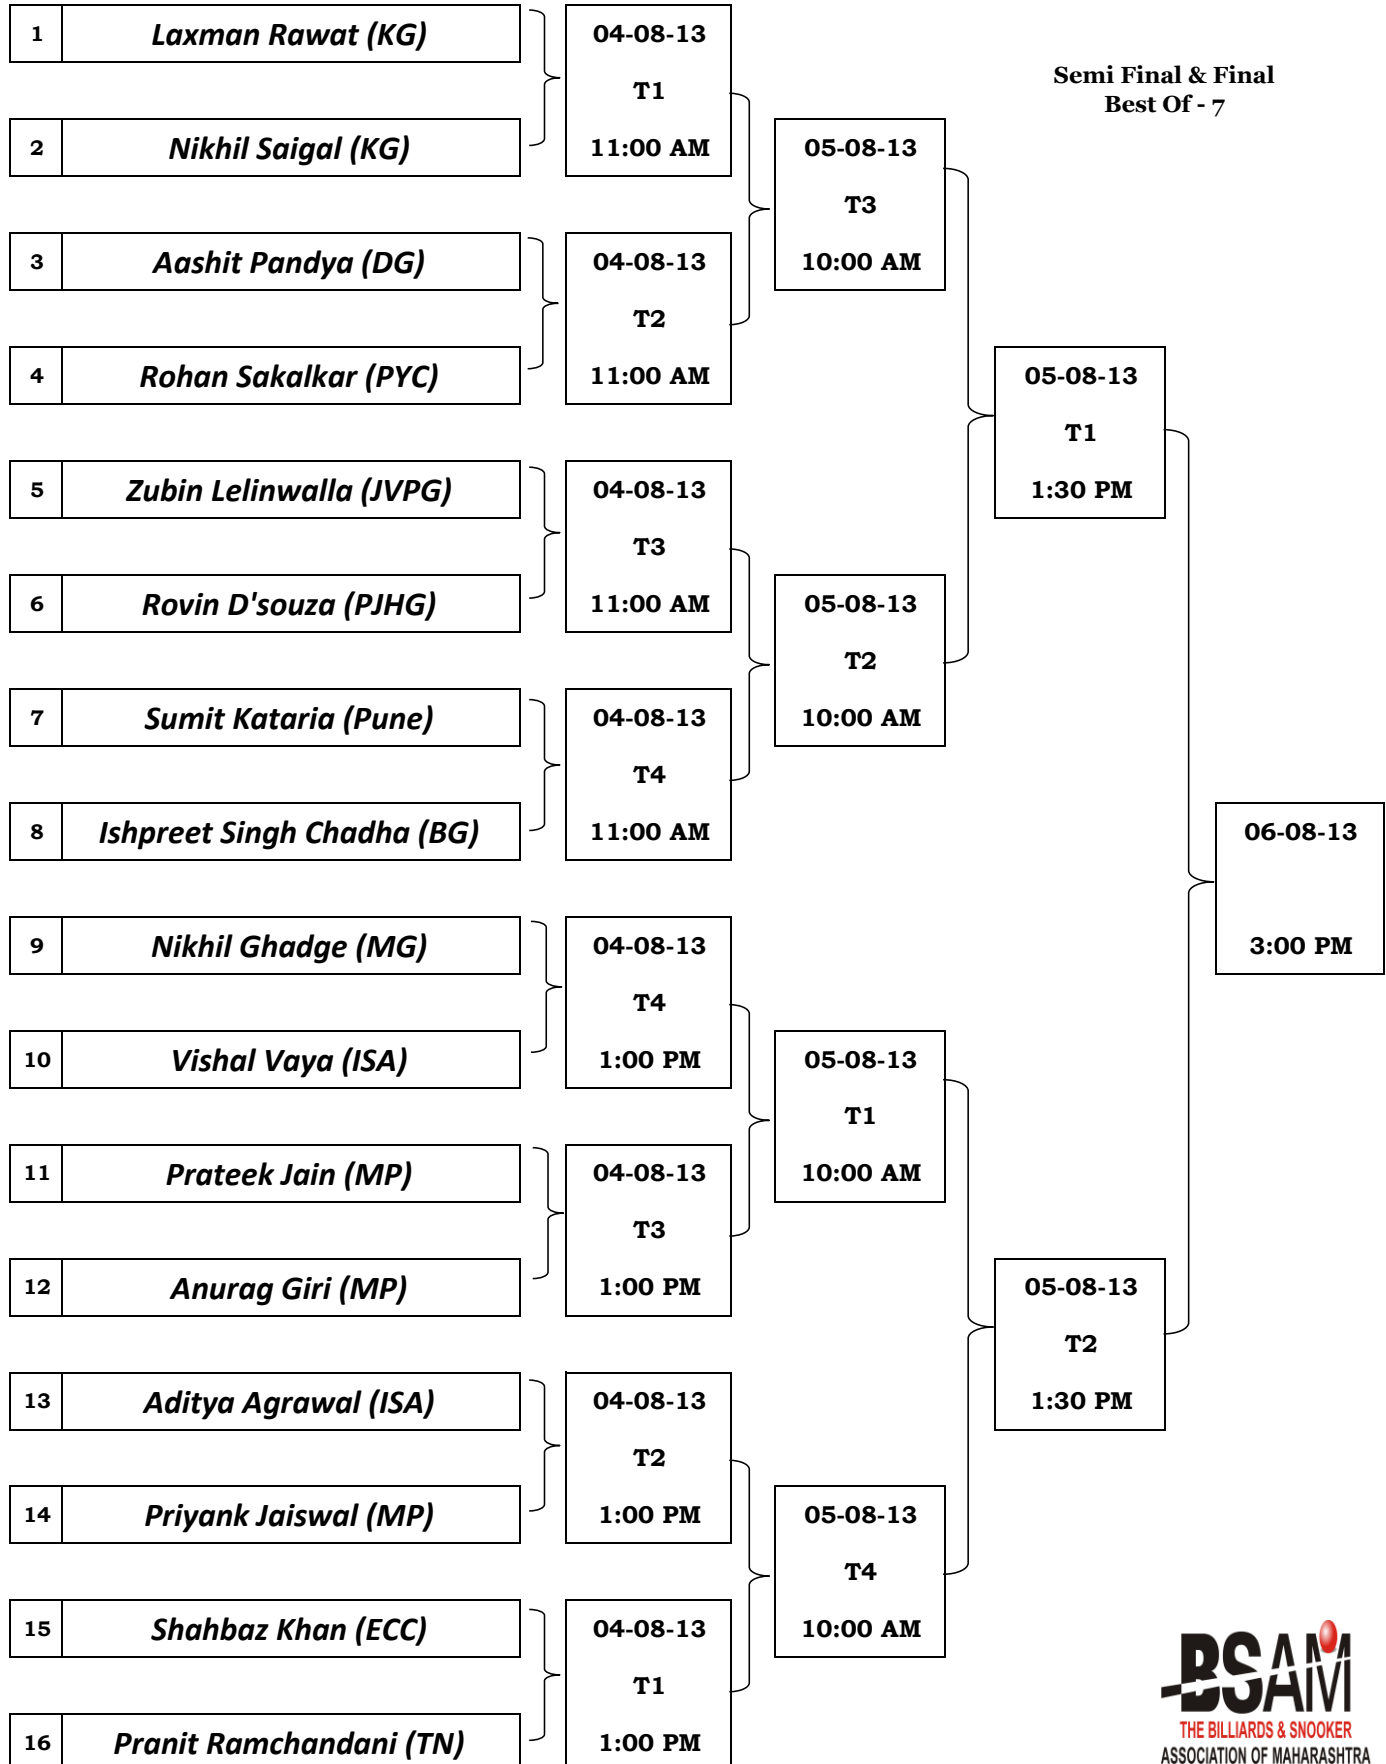 1 Laxman Rawat (KG)
04-08-13
T1
11:00 AM
2 Nikhil Saigal (KG)
Semi Final & Final
Best Of - 7
05-08-13
T3
10:00 AM
3 Aashit Pandya (DG)
04-08-13
T2
11:00 AM
4 Rohan Sakalkar (PYC)
05-08-13
T1
1:30 PM
5 Zubin Lelinwalla (JVPG)
04-08-13
T3
11:00 AM
6 Rovin D'souza (PJHG)
05-08-13
T2
10:00 AM
7 Sumit Kataria (Pune)
04-08-13
T4
11:00 AM
8 Ishpreet Singh Chadha (BG)
06-08-13
3:00 PM
9 Nikhil Ghadge (MG)
04-08-13
T4
1:00 PM
10 Vishal Vaya (ISA)
05-08-13
T1
10:00 AM
11 Prateek Jain (MP)
04-08-13
T3
1:00 PM
12 Anurag Giri (MP)
05-08-13
T2
1:30 PM
13 Aditya Agrawal (ISA)
04-08-13
T2
1:00 PM
14 Priyank Jaiswal (MP)
05-08-13
T4
10:00 AM
15 Shahbaz Khan (ECC)
04-08-13
T1
1:00 PM
16 Pranit Ramchandani (TN)
BSAM
THE BILLIARDS & SNOOKER
ASSOCIATION OF MAHARASHTRA